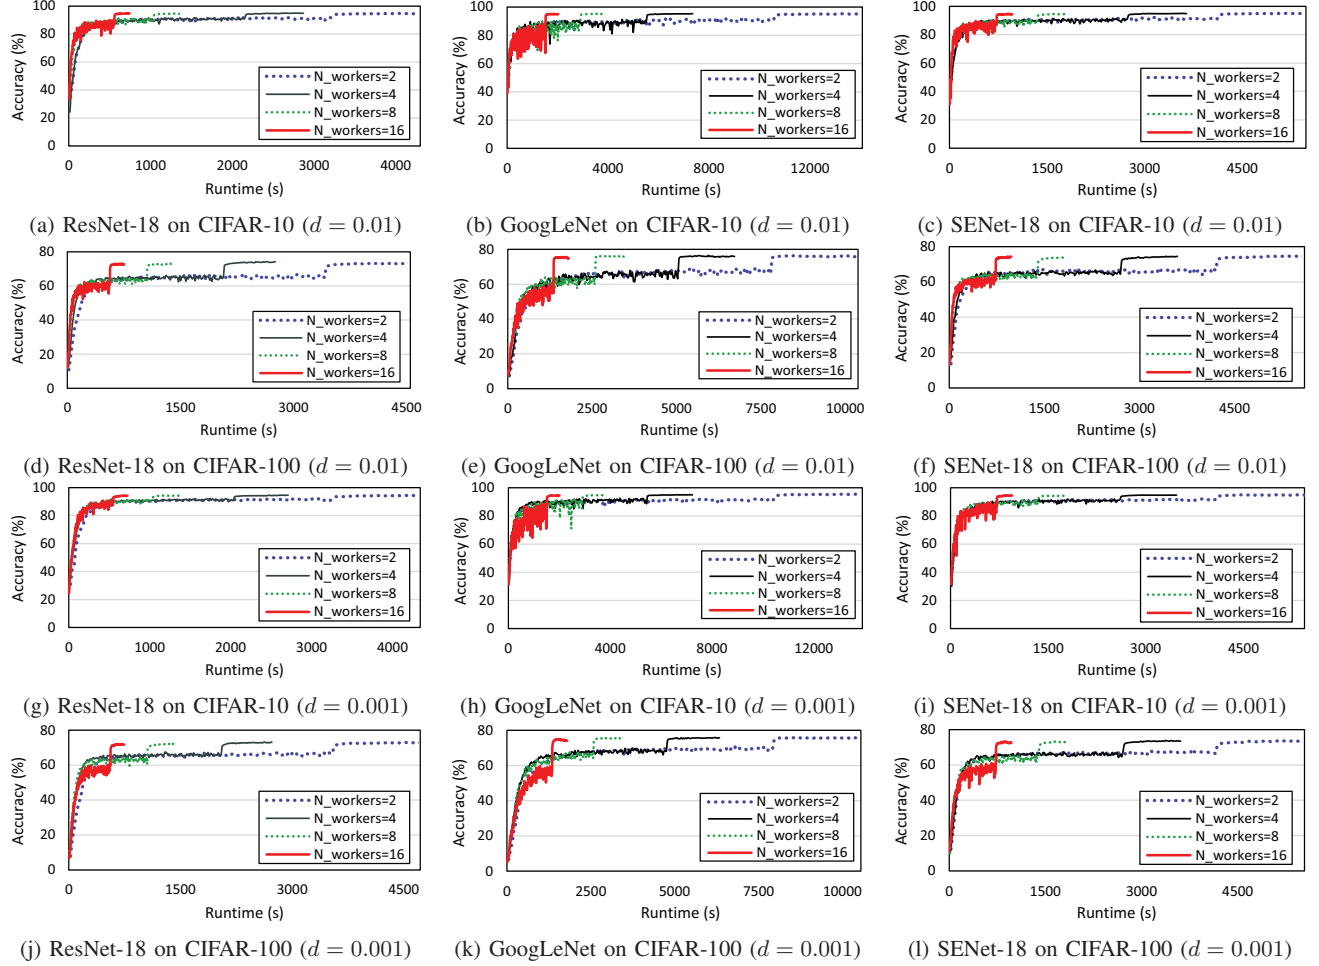 100
80
60
40
20
0
Accuracy (%)
N_workers=2
N_workers=4
N_workers=8
N_workers=16
0 1000 2000 3000 4000
Runtime (s)
(a) ResNet-18 on CIFAR-10 (d = 0.01)
100
80
60
40
20
0
Accuracy (%)
N_workers=2
N_workers=4
N_workers=8
N_workers=16
0 4000 8000 12000
Runtime (s)
(b) GoogLeNet on CIFAR-10 (d = 0.01)
100
80
60
40
20
0
Accuracy (%)
N_workers=2
N_workers=4
N_workers=8
N_workers=16
0 1500 3000 4500
Runtime (s)
(c) SENet-18 on CIFAR-10 (d = 0.01)
80
60
40
20
0
Accuracy (%)
N_workers=2
N_workers=4
N_workers=8
N_workers=16
0 1500 3000 4500
Runtime (s)
(d) ResNet-18 on CIFAR-100 (d = 0.01)
80
60
40
20
0
Accuracy (%)
N_workers=2
N_workers=4
N_workers=8
N_workers=16
0 2500 5000 7500 10000
Runtime (s)
(e) GoogLeNet on CIFAR-100 (d = 0.01)
80
60
40
20
0
Accuracy (%)
N_workers=2
N_workers=4
N_workers=8
N_workers=16
0 1500 3000 4500
Runtime (s)
(f) SENet-18 on CIFAR-100 (d = 0.01)
100
80
60
40
20
0
Accuracy (%)
N_workers=2
N_workers=4
N_workers=8
N_workers=16
0 1000 2000 3000 4000
Runtime (s)
(g) ResNet-18 on CIFAR-10 (d = 0.001)
100
80
60
40
20
0
Accuracy (%)
N_workers=2
N_workers=4
N_workers=8
N_workers=16
0 4000 8000 12000
Runtime (s)
(h) GoogLeNet on CIFAR-10 (d = 0.001)
100
80
60
40
20
0
Accuracy (%)
N_workers=2
N_workers=4
N_workers=8
N_workers=16
0 1500 3000 4500
Runtime (s)
(i) SENet-18 on CIFAR-10 (d = 0.001)
80
60
40
20
0
Accuracy (%)
N_workers=2
N_workers=4
N_workers=8
N_workers=16
0 1500 3000 4500
Runtime (s)
(j) ResNet-18 on CIFAR-100 (d = 0.001)
80
60
40
20
0
Accuracy (%)
N_workers=2
N_workers=4
N_workers=8
N_workers=16
0 2500 5000 7500 10000
Runtime (s)
(k) GoogLeNet on CIFAR-100 (d = 0.001)
80
60
40
20
0
Accuracy (%)
N_workers=2
N_workers=4
N_workers=8
N_workers=16
0 1500 3000 4500
Runtime (s)
(l) SENet-18 on CIFAR-100 (d = 0.001)